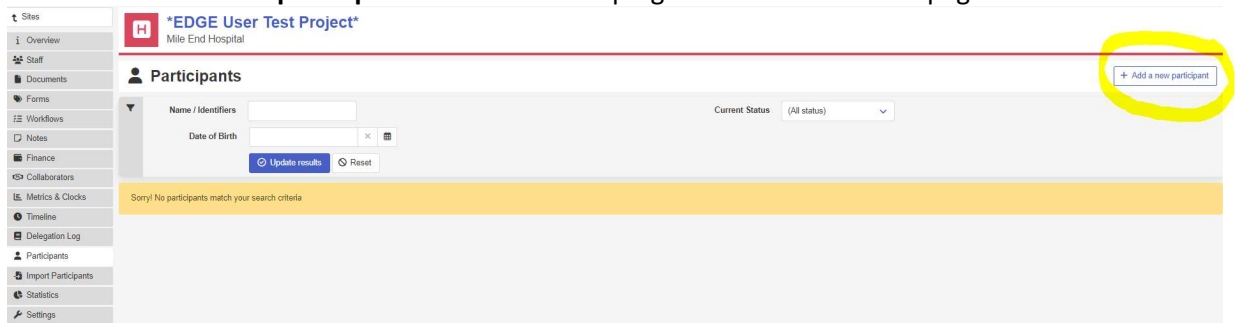 Sites
*EDGE User Test Project*
Mile End Hospital
Overview
Staff
Documents
Forms
Workflows
Notes
Finance
Collaborators
Metrics & Clocks
Timeline
Delegation Log
Participants
Import Participants
Statistics
Settings
H
Participants
+ Add a new participant
Name / Identifiers
Current Status (All status)
Date of Birth
Update results Reset
Sorry! No participants match your search criteria